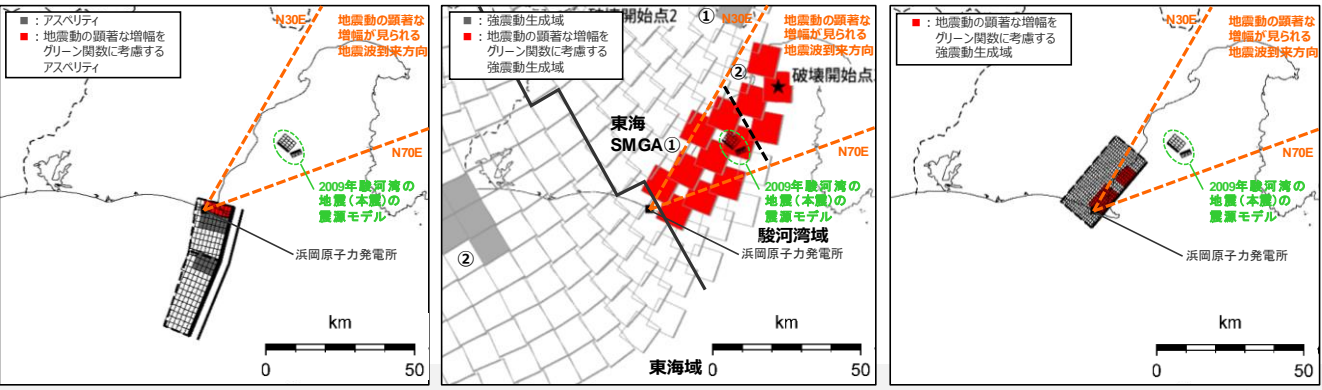 ■ : アスペリティ
■ : 地震動の顕著な増幅を
グリーン関数に考慮する
アスペリティ
N30E
地震動の顕著な
増幅が見られる
地震波到来方向
N70E
2009年駿河湾の
地震(本震)の
震源モデル
浜岡原子力発電所
km
0
50
■ : 強震動生成域
■ : 地震動の顕著な増幅を
グリーン関数に考慮する
強震動生成域
破壊開始点2
①
N30E
地震動の顕著な
増幅が見られる
地震波到来方向
②
破壊開始点
東海
SMGA①
N70E
2009年駿河湾の
地震(本震)の
震源モデル
駿河湾域
浜岡原子力発電所
②
km
東海域
0
50
■ : 地震動の顕著な増幅を
グリーン関数に考慮する
強震動生成域
N30E
地震動の顕著な
増幅が見られる
地震波到来方向
N70E
2009年駿河湾の
地震(本震)の
震源モデル
浜岡原子力発電所
km
0
50